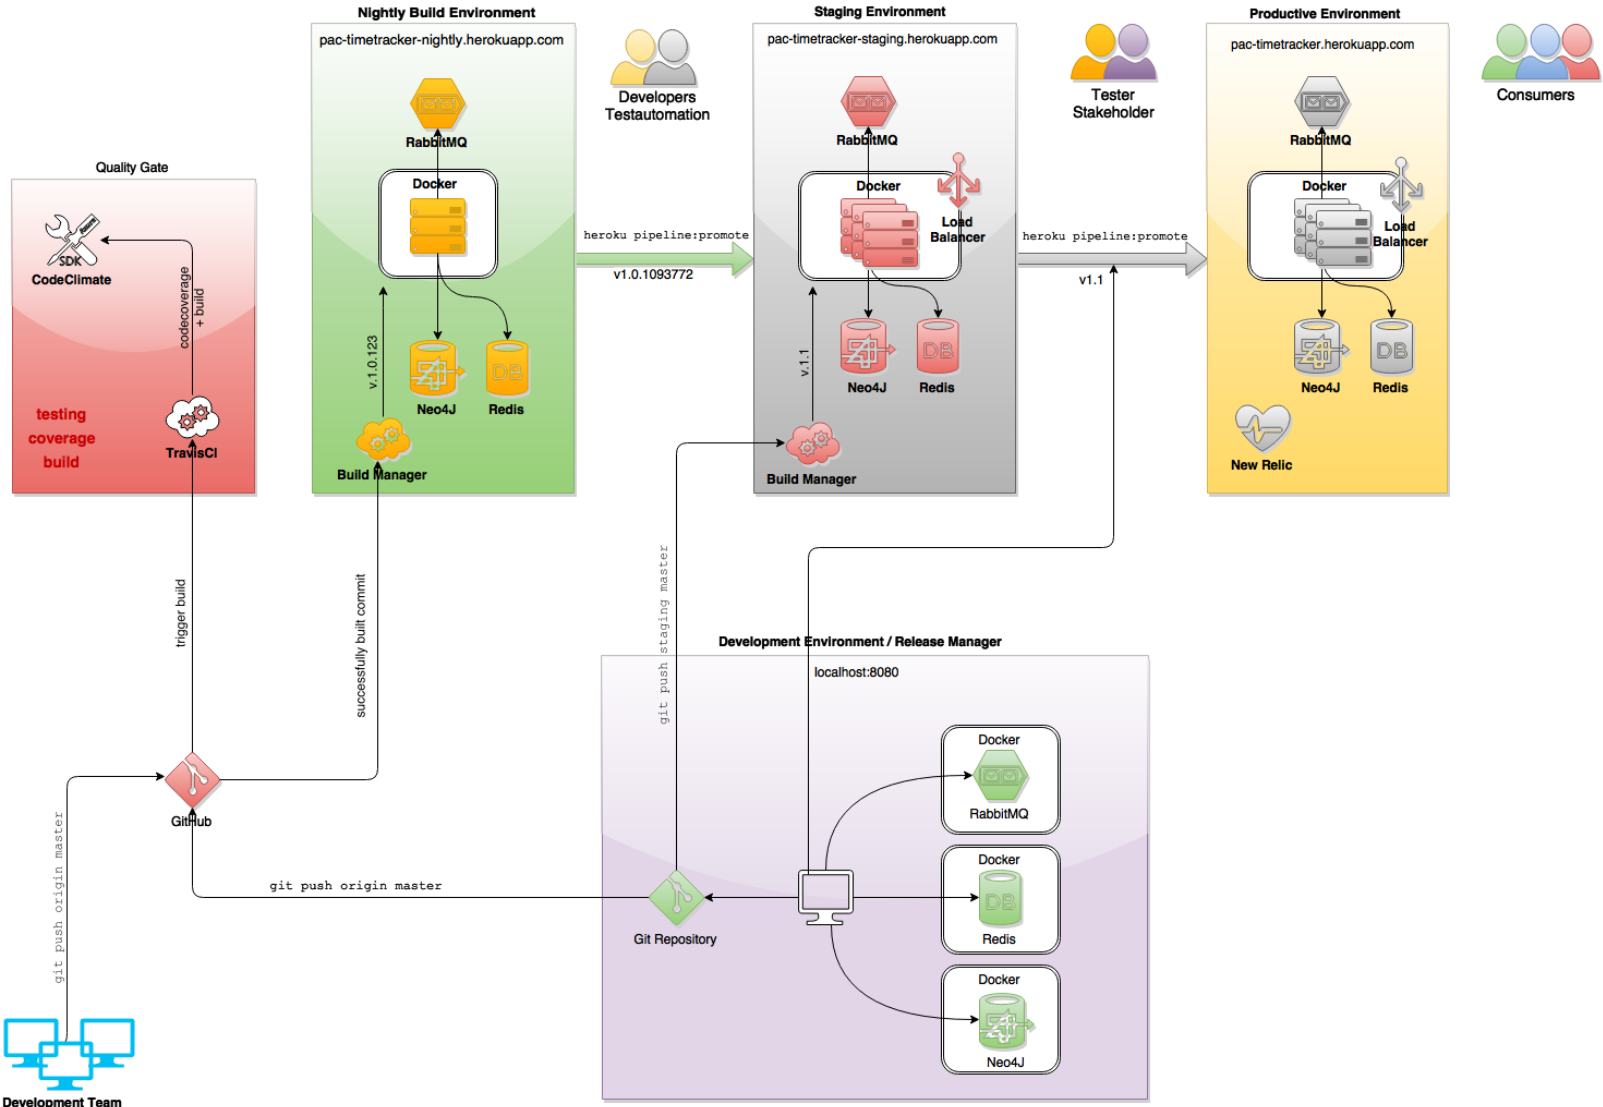 Nightly Build Environment
pac-timetracker-nightly.herokuapp.com
RabbitMQ
Docker
Neo4J
Redis
v.1.0.123
Build Manager
Developers
Testautomation
heroku pipeline:promote
v1.0.1093772
Staging Environment
pac-timetracker-staging.herokuapp.com
RabbitMQ
Docker
Load
Balancer
Neo4J
Redis
v.1.1
Build Manager
Tester
Stakeholder
heroku pipeline:promote
v1.1
Productive Environment
pac-timetracker.herokuapp.com
RabbitMQ
Docker
Load
Balancer
Neo4J
Redis
New Relic
Consumers
Quality Gate
Azure
SDK
CodeClimate
codecoverage
+ build
testing
coverage
build
TravisCI
trigger build
successfully built commit
GitHub
git push origin master
Development Team
git push origin master
git push staging master
Development Environment / Release Manager
localhost:8080
Git Repository
Docker
RabbitMQ
Docker
DB
Redis
Docker
Neo4J
DB
DB
DB